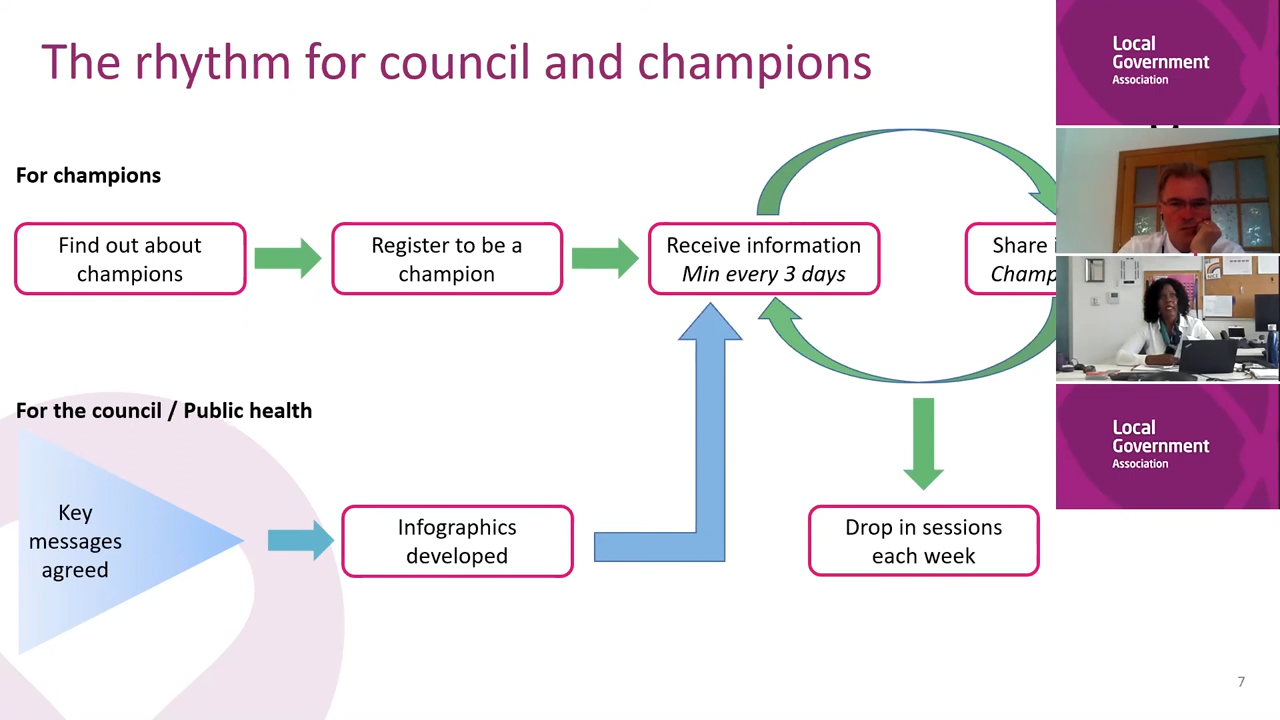 The rhythm for council and champions
For champions
Find out about
champions
Register to be a
champion
Receive information
Min every 3 days
Share
Champ
For the council / Public health
Key
messages
agreed
Infographics
developed
Drop in sessions
each week
7
Local
Government
Association
Local
Government
Association